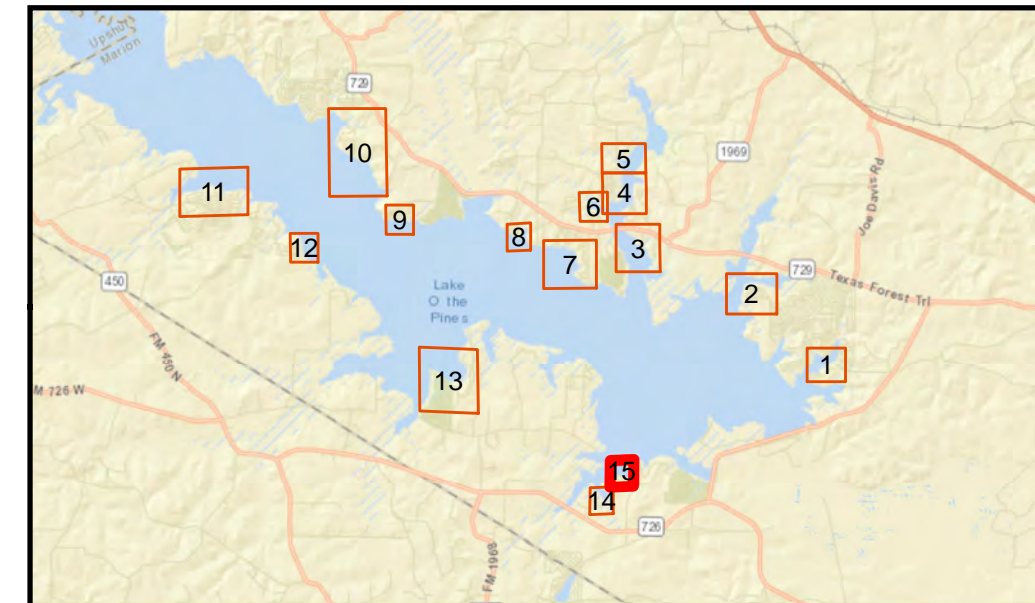 Upshur
Marion
729
10
5
1969
4
11
6
9
8
3
12
7
Joe Davis Rd
729
Texas Forest Trl
450
Lake
O the
Pines
2
FM 450 N
1
13
M 726 W
15
14
726
FM 1968